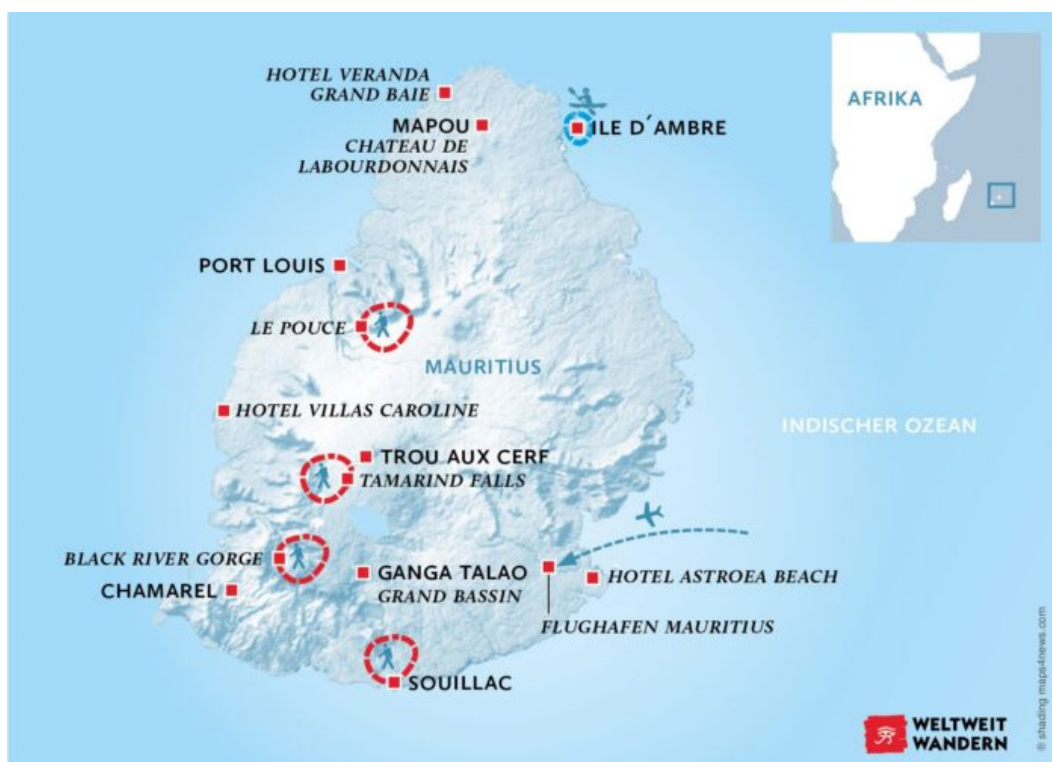 HOTEL VERANDA
GRAND BAIE
MAPOU
CHATEAU DE
LABOURDONNAIS
ILE D´AMBRE
AFRIKA
PORT LOUIS
LE POUCE
MAURITIUS
HOTEL VILLAS CAROLINE
INDISCHER OZEAN
TROU AUX CERF
TAMARIND FALLS
BLACK RIVER GORGE
CHAMAREL
GANGA TALAO
GRAND BASSIN
HOTEL ASTROEA BEACH
FLUGHAFEN MAURITIUS
SOUILLAC
WELTWEIT
WANDERN
® shading maps4news.com